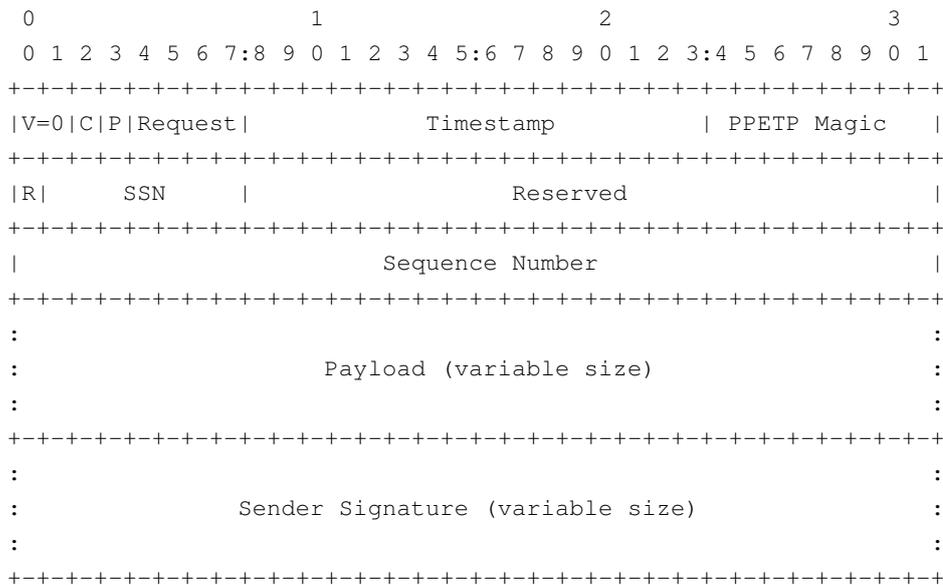 0                   1                   2                   3
 0 1 2 3 4 5 6 7:8 9 0 1 2 3 4 5:6 7 8 9 0 1 2 3:4 5 6 7 8 9 0 1
+-+-+-+-+-+-+-+-+-+-+-+-+-+-+-+-+-+-+-+-+-+-+-+-+-+-+-+-+-+-+-+-+
|V=0|C|P|Request|            Timestamp          | PPETP Magic   |
+-+-+-+-+-+-+-+-+-+-+-+-+-+-+-+-+-+-+-+-+-+-+-+-+-+-+-+-+-+-+-+-+
|R|     SSN     |                  Reserved                     |
+-+-+-+-+-+-+-+-+-+-+-+-+-+-+-+-+-+-+-+-+-+-+-+-+-+-+-+-+-+-+-+-+
|                         Sequence Number                       |
+-+-+-+-+-+-+-+-+-+-+-+-+-+-+-+-+-+-+-+-+-+-+-+-+-+-+-+-+-+-+-+-+
:                                                               :
:                     Payload (variable size)                   :
:                                                               :
+-+-+-+-+-+-+-+-+-+-+-+-+-+-+-+-+-+-+-+-+-+-+-+-+-+-+-+-+-+-+-+-+
:                                                               :
:               Sender Signature (variable size)                :
:                                                               :
+-+-+-+-+-+-+-+-+-+-+-+-+-+-+-+-+-+-+-+-+-+-+-+-+-+-+-+-+-+-+-+-+